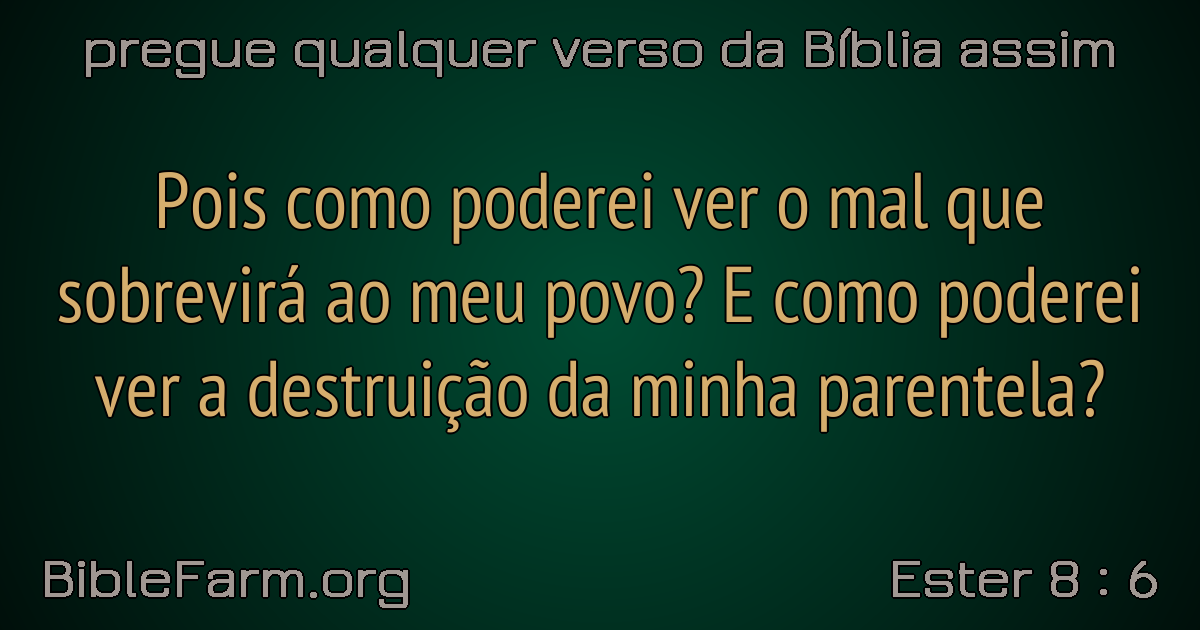 pregue qualquer verso da Bíblia assim
Pois como poderei ver o mal que
sobrevirá ao meu povo? E como poderei
ver a destruição da minha parentela?
BibleFarm.org
Ester 8 : 6